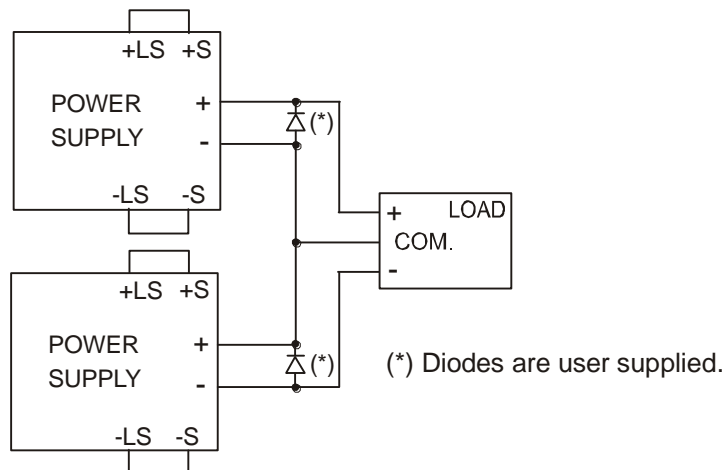 +LS +S
POWER
SUPPLY
+
-
(*)
-LS -S
+ LOAD
COM.
-
+LS +S
POWER
SUPPLY
+
-
(*)
-LS -S
(*) Diodes are user supplied.